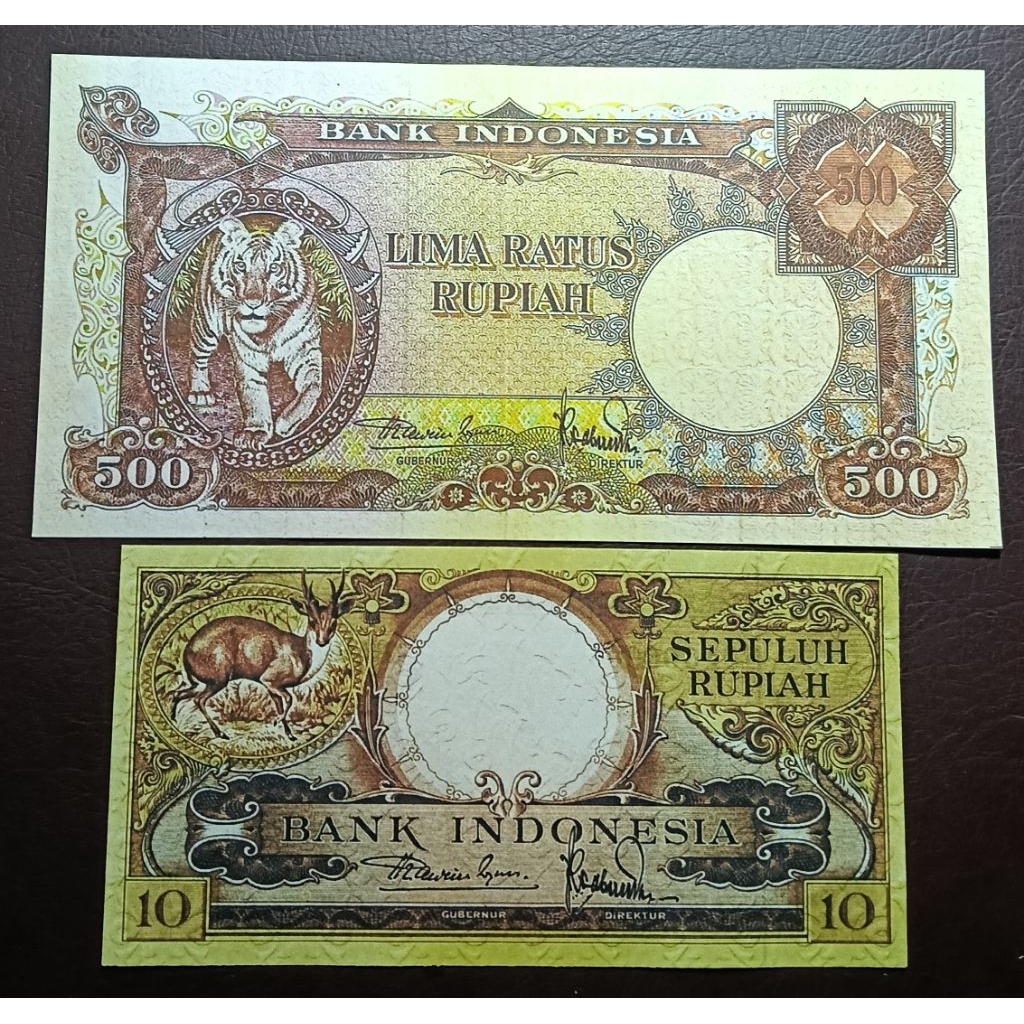 BANK INDONESIA
500
LIMA RATUS
RUPIAH
GUBERNUR
DIREKTUR
500
500
SEPULUH
RUPIAH
BANK INDONESIA
GUBERNUR
DIREKTUR
10
10